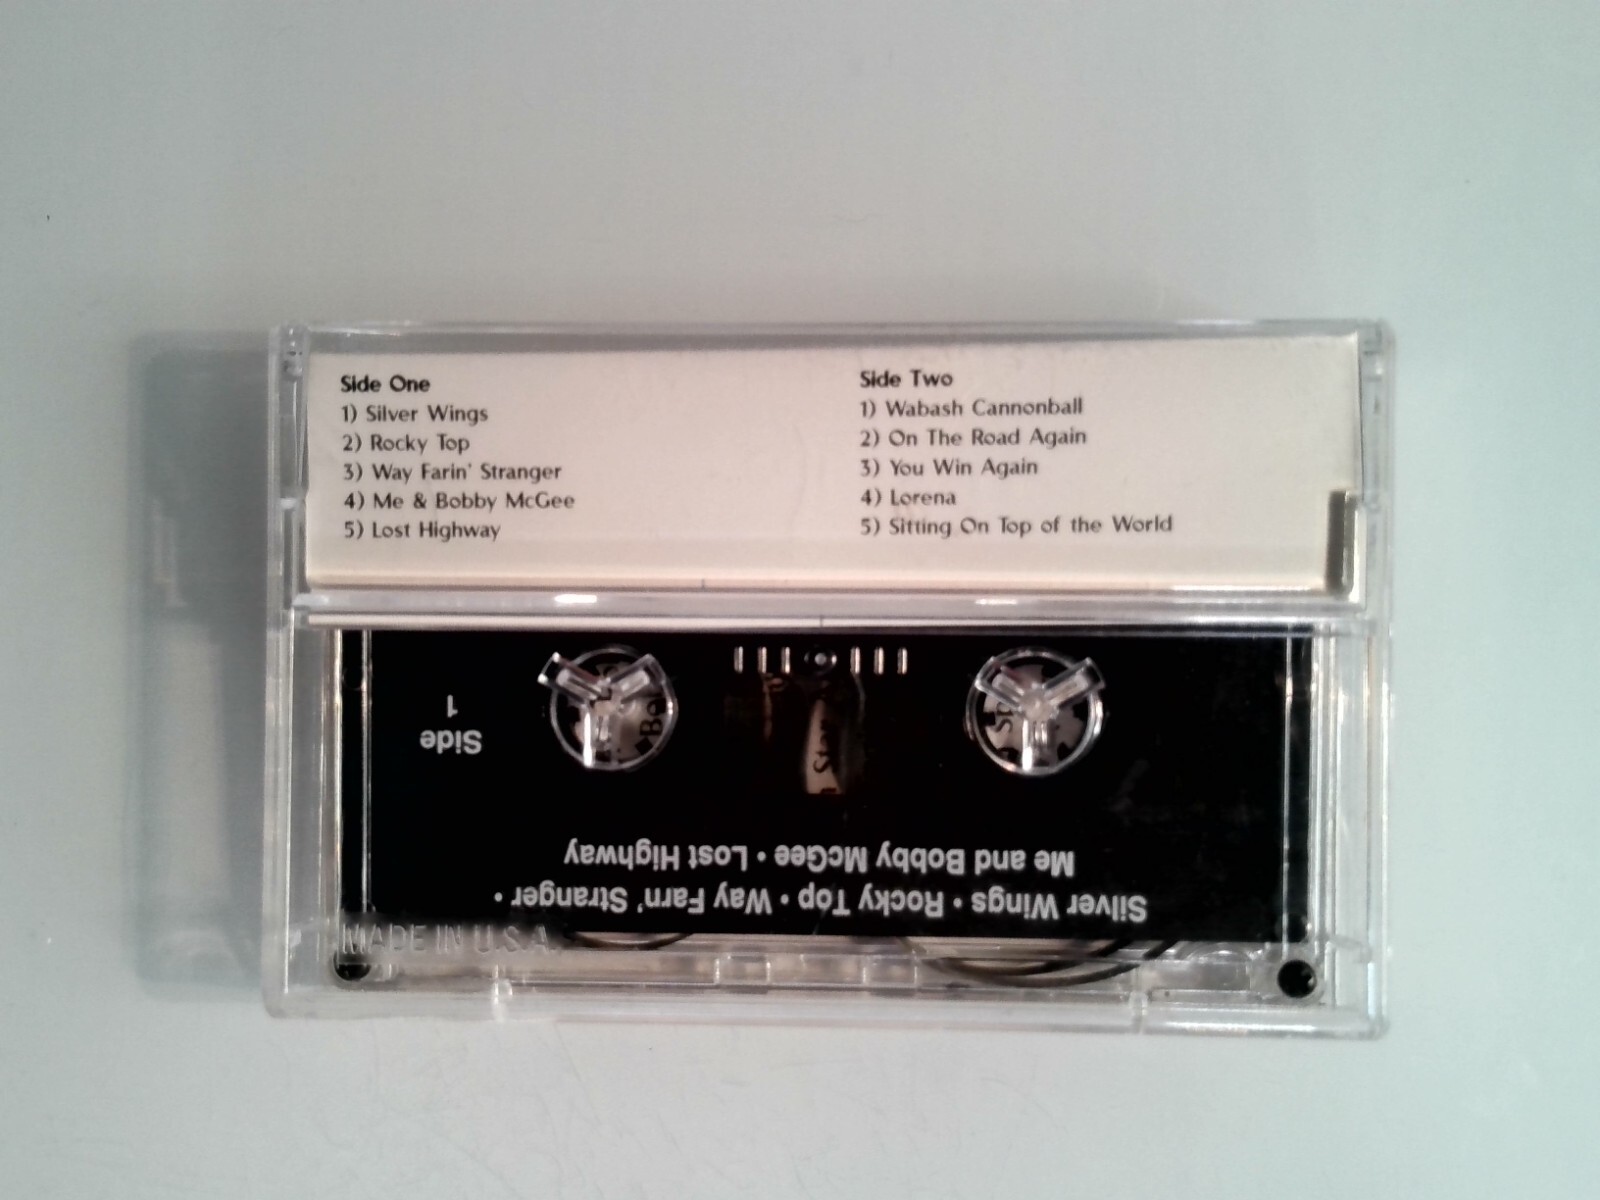 Side One
1) Silver Wings
2) Rocky Top
3) Way Farin' Stranger
4) Me & Bobby McGee
5) Lost Highway
Side Two
1) Wabash Cannonball
2) On The Road Again
3) You Win Again
4) Lorena
5) Sitting On Top of the World
Silver Wings • Rocky Top • Way Farn' Stranger •
Me and Bobby McGee • Lost Highway
Side
1
MADE IN U.S.A.